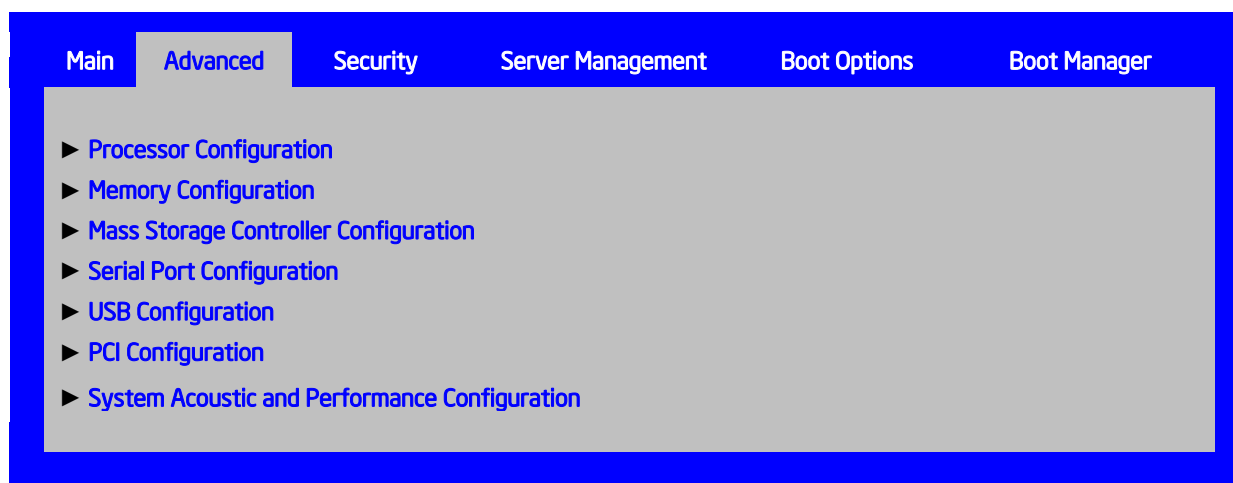 Main Advanced Security Server Management Boot Options Boot Manager
► Processor Configuration
► Memory Configuration
► Mass Storage Controller Configuration
► Serial Port Configuration
► USB Configuration
► PCI Configuration
► System Acoustic and Performance Configuration